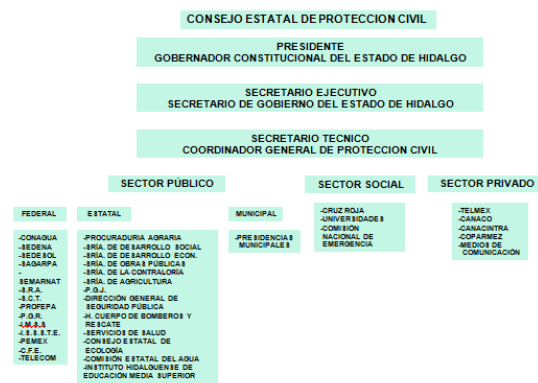 CONSEJO ESTATAL DE PROTECCION CIVIL
PRESIDENTE
GOBERNADOR CONSTITUCIONAL DEL ESTADO DE HIDALGO
SECRETARIO EJECUTIVO
SECRETARIO DE GOBIERNO DEL ESTADO DE HIDALGO
SECRETARIO TECNICO
COORDINADOR GENERAL DE PROTECCION CIVIL
SECTOR PÚBLICO
SECTOR SOCIAL
SECTOR PRIVADO
FEDERAL
-CONAGUA
-SEDENA
-SEDESOL
-SAGARPA
-
SEMARNAT
-S.R.A.
-S.C.T.
-PROFEPA
-P.G.R.
-I.M.S.S
-I.S.S.S.T.E.
-PEMEX
-C.F.E.
-TELECOM
ESTATAL
-PROCURADURIA AGRARIA
-SRÍA. DE DESARROLLO SOCIAL
-SRÍA. DE DESARROLLO ECON.
-SRÍA. DE OBRAS PÚBLICAS
-SRÍA. DE LA CONTRALORÍA
-SRÍA. DE AGRICULTURA
-P.G.J.
-DIRECCIÓN GENERAL DE
SEGURIDAD PÚBLICA
-H. CUERPO DE BOMBEROS Y
RESCATE
-SERVICIOS DE SALUD
-CONSEJO ESTATAL DE
ECOLOGÍA
-COMISIÓN ESTATAL DEL AGUA
-INSTITUTO HIDALGUENSE DE
EDUCACIÓN MEDIA SUPERIOR
MUNICIPAL
-PRESIDENCIAS
MUNICIPALES
-CRUZ ROJA
-UNIVERSIDADES
-COMISIÓN
NACIONAL DE
EMERGENCIA
-TELMEX
-CANACO
-CANACINTRA
-COPARMEZ
-MEDIOS DE
COMUNICACIÓN